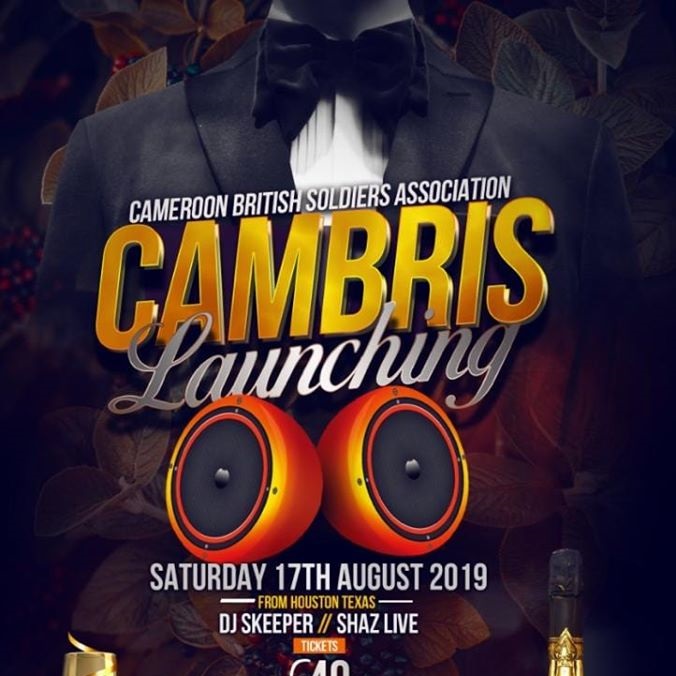 CAMEROON BRITISH SOLDIERS ASSOCIATION
CAMBRIS
Launching
SATURDAY 17TH AUGUST 2019
FROM HOUSTON TEXAS
DJ SKEEPER // SHAZ LIVE
TICKETS